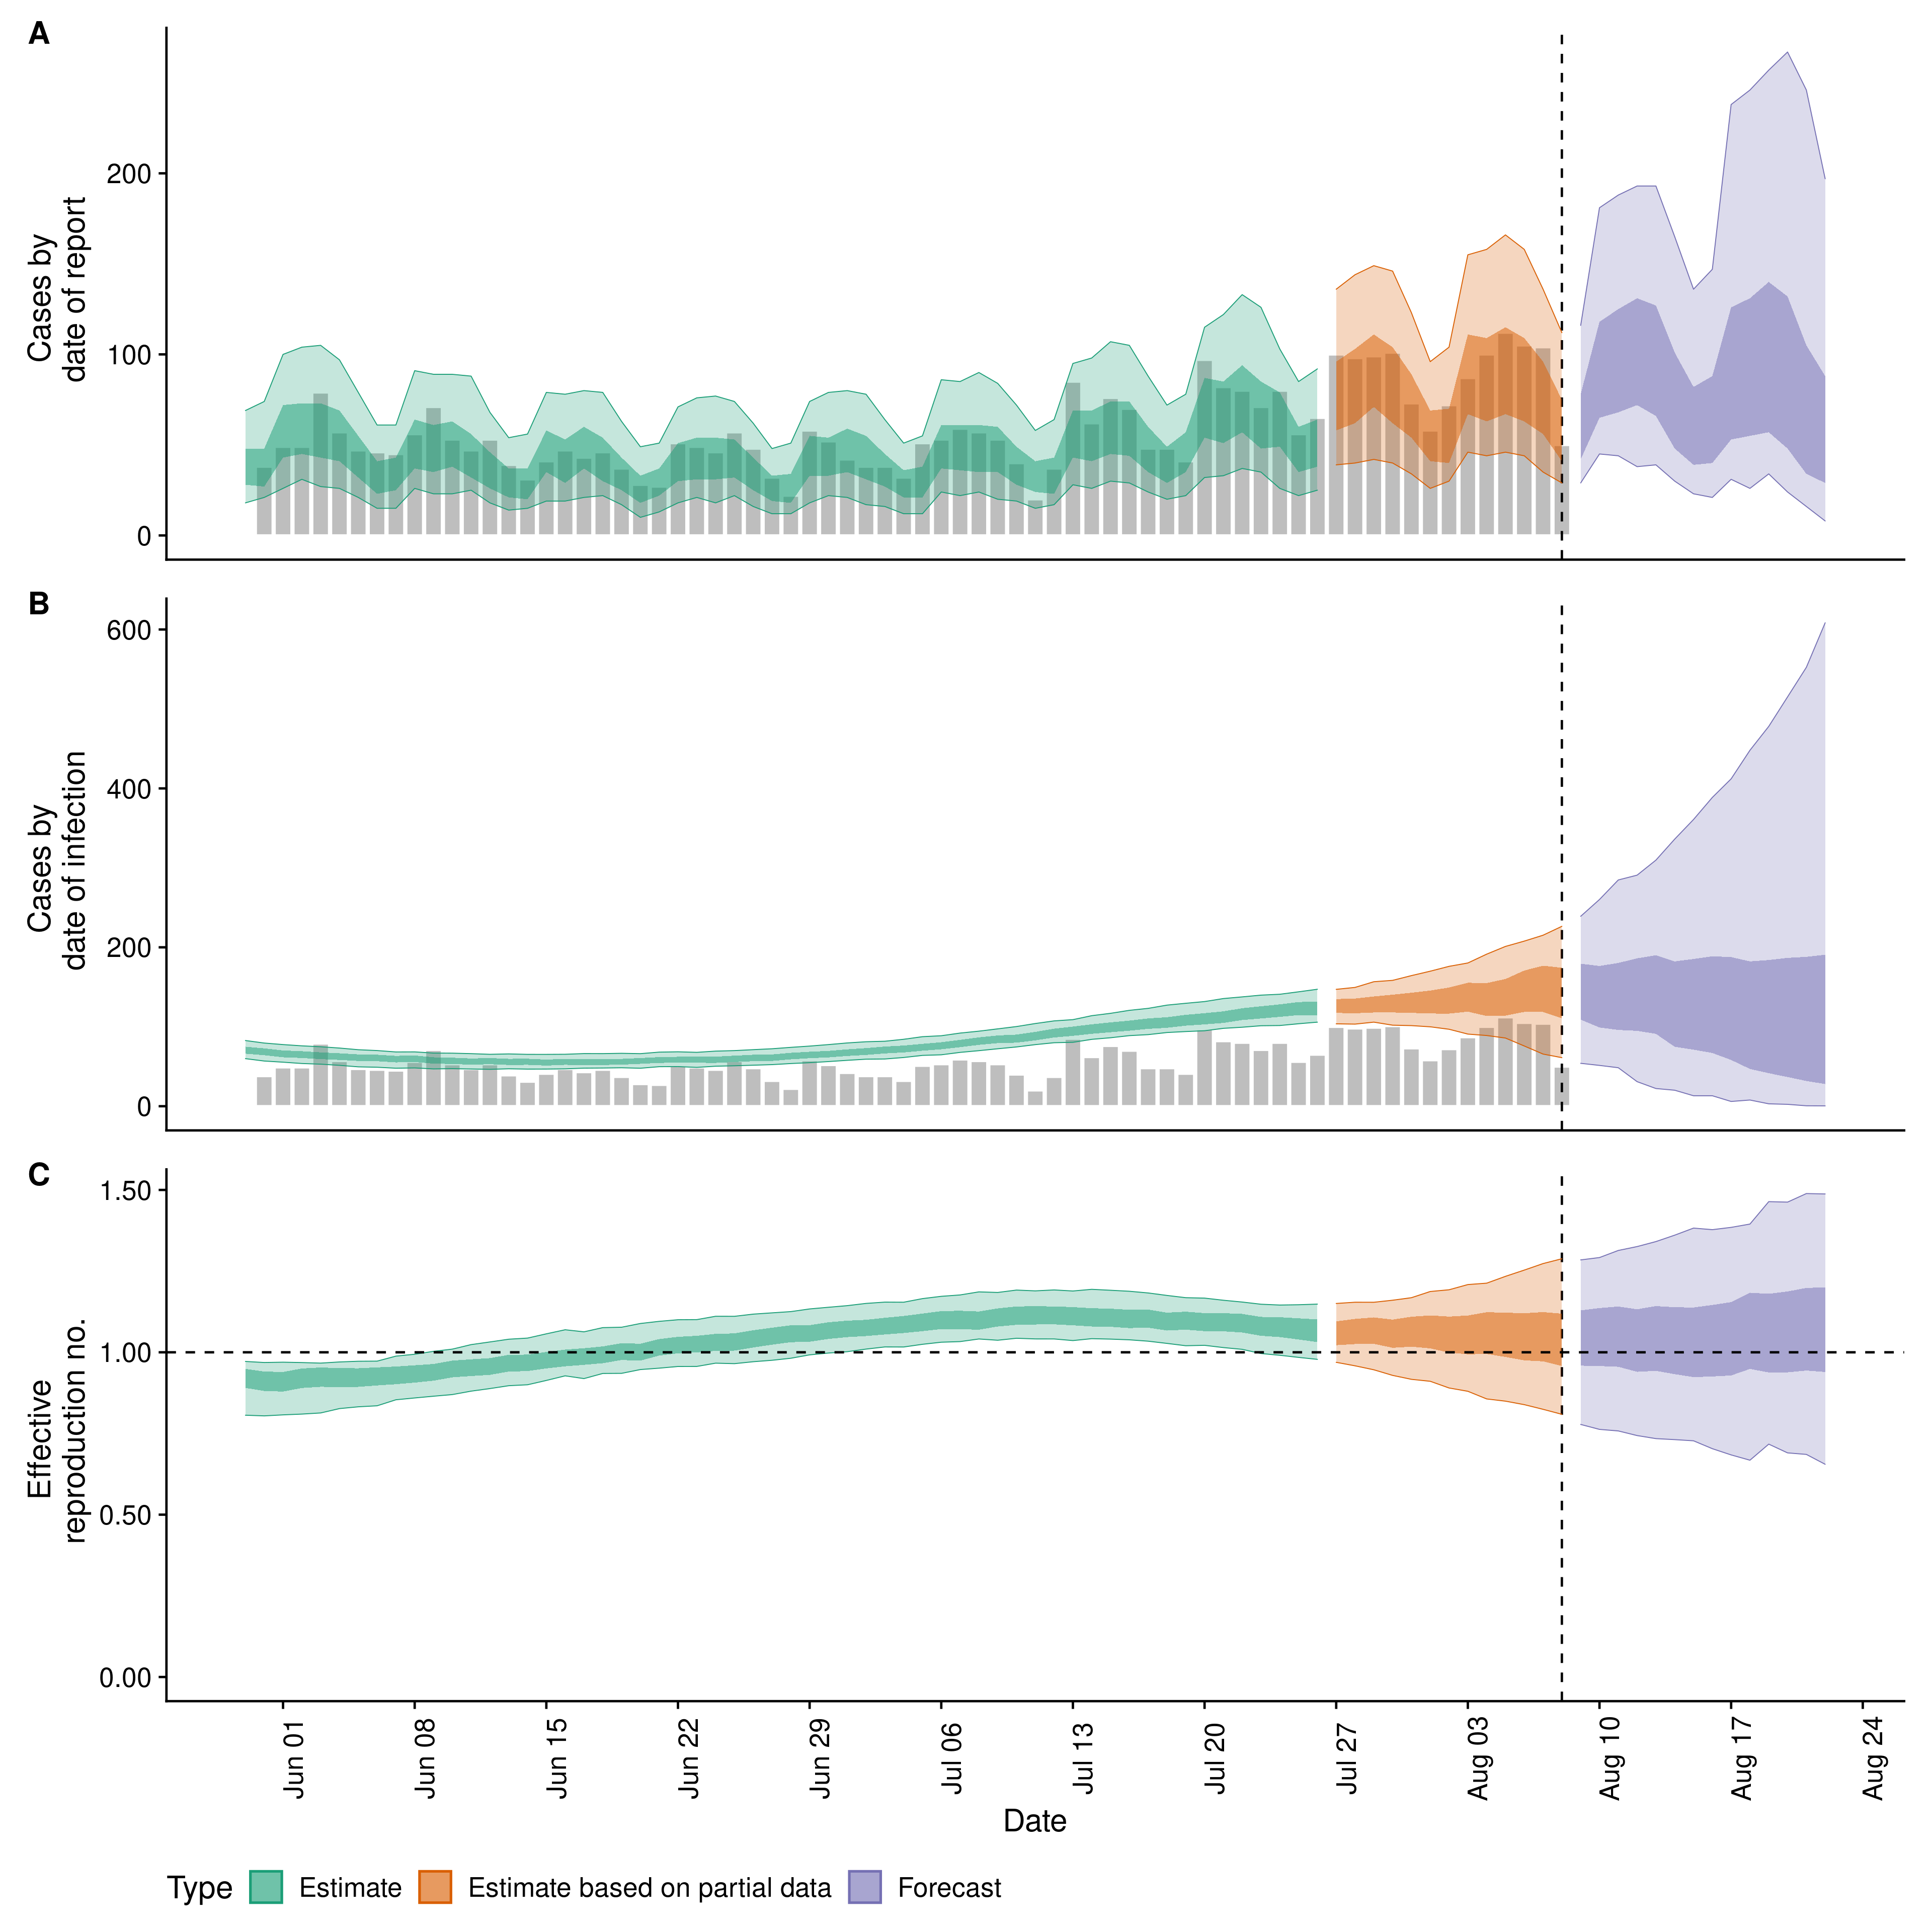 A
Cases by
date of report
200
100
0
B
Cases by
date of infection
600
400
200
0
C
Effective
reproduction no.
1.50
1.00
0.50
0.00
Jun 01
Jun 08
Jun 15
Jun 22
Jun 29
Jul 06
Jul 13
Jul 20
Jul 27
Aug 03
Aug 10
Aug 17
Aug 24
Date
Type Estimate Estimate based on partial data Forecast